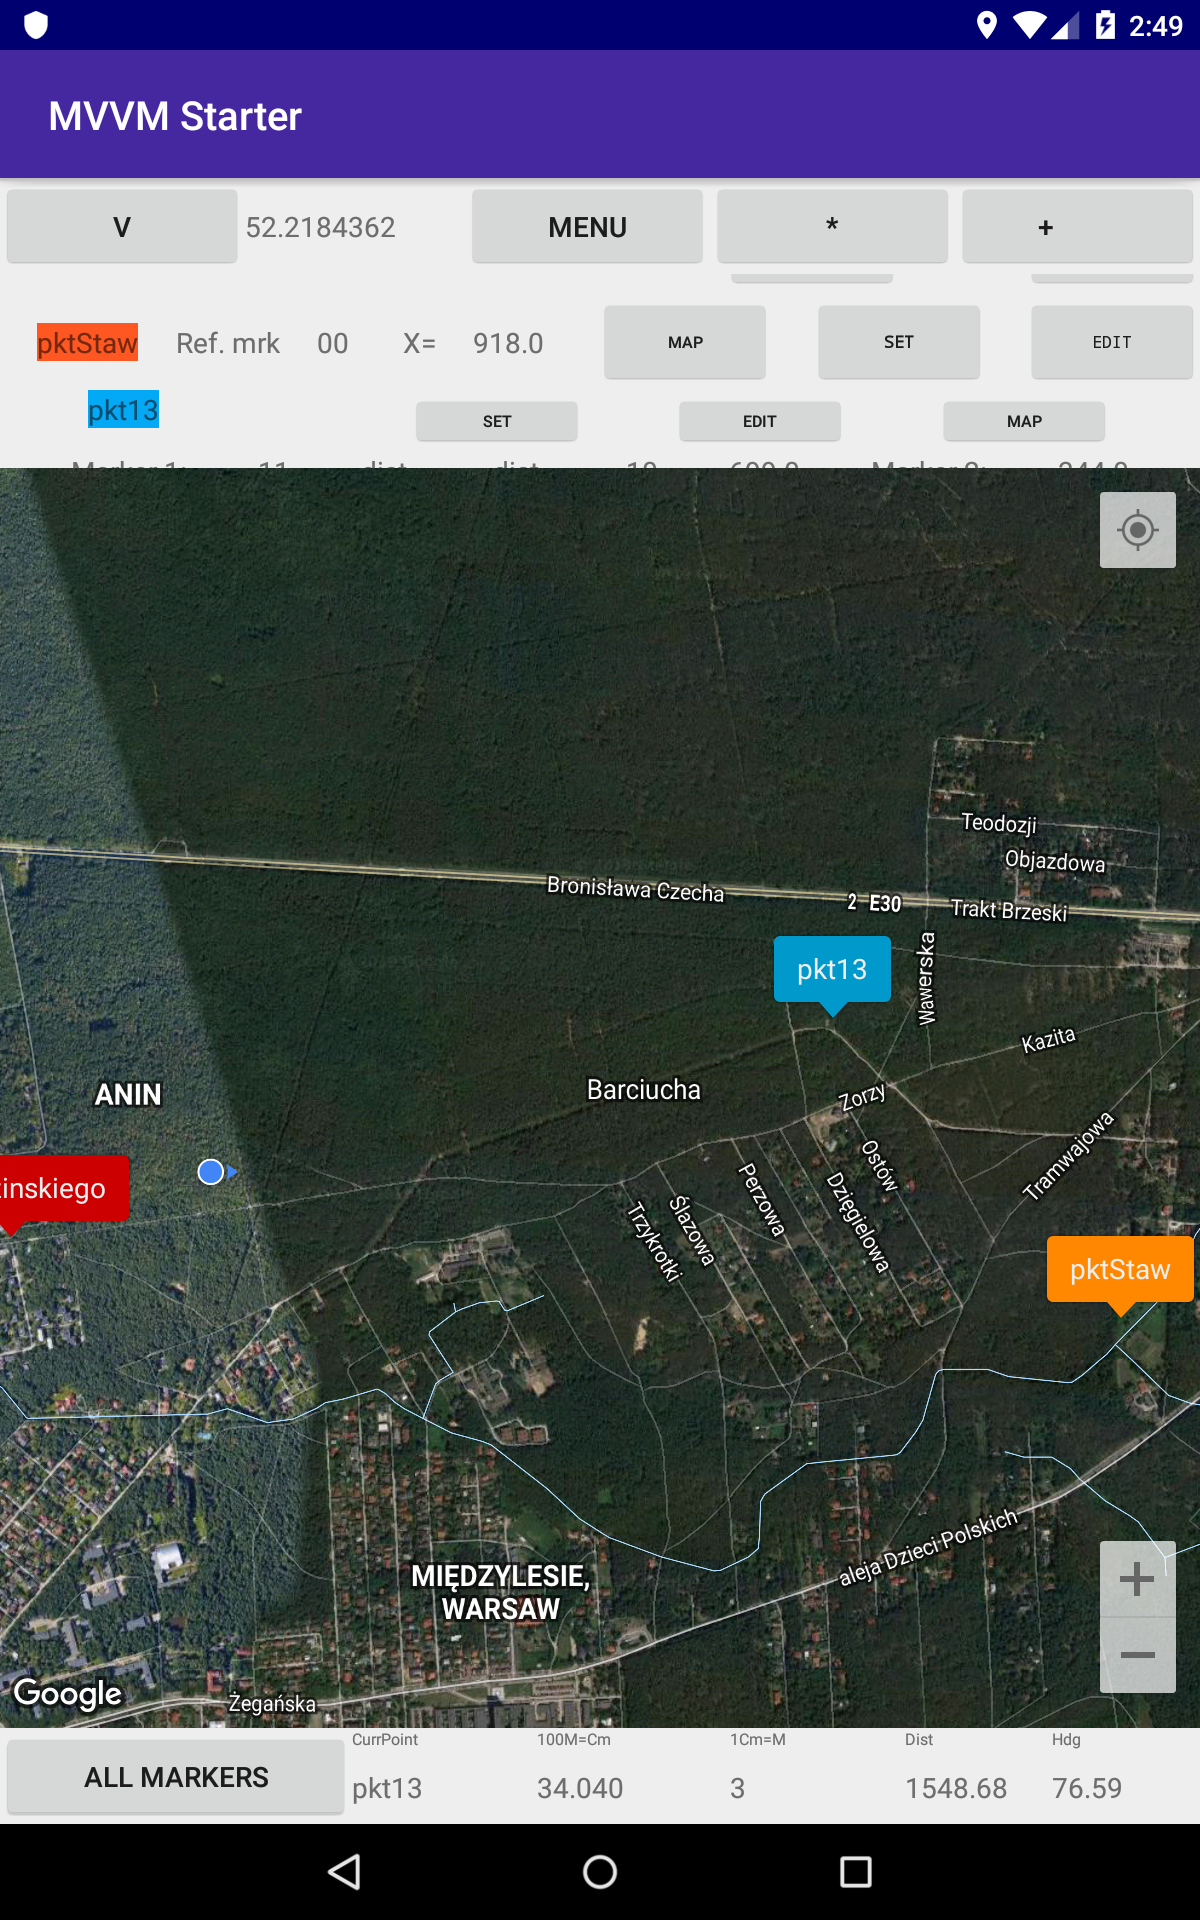 2:49
MVVM Starter
V 52.2184362 MENU * +
pktStaw Ref. mrk 00 X= 918.0 MAP SET EDIT
pkt13 SET EDIT MAP
Teodozji
Objazdowa
Bronisława Czecha
2 E30
Trakt Brzeski
Wawerska
pkt13
Kazita
Barciucha
ANIN
Zorzy
Ostów
Tramwajowa
zinskiego
Perzowa
Dzięgielowa
Ślazowa
Trzykrotki
pktStaw
aleja Dzieci Polskich
MIĘDZYLESIE,
WARSAW
+
−
Google
Żegańska
CurrPoint 100M=Cm 1Cm=M Dist Hdg
ALL MARKERS pkt13 34.040 3 1548.68 76.59